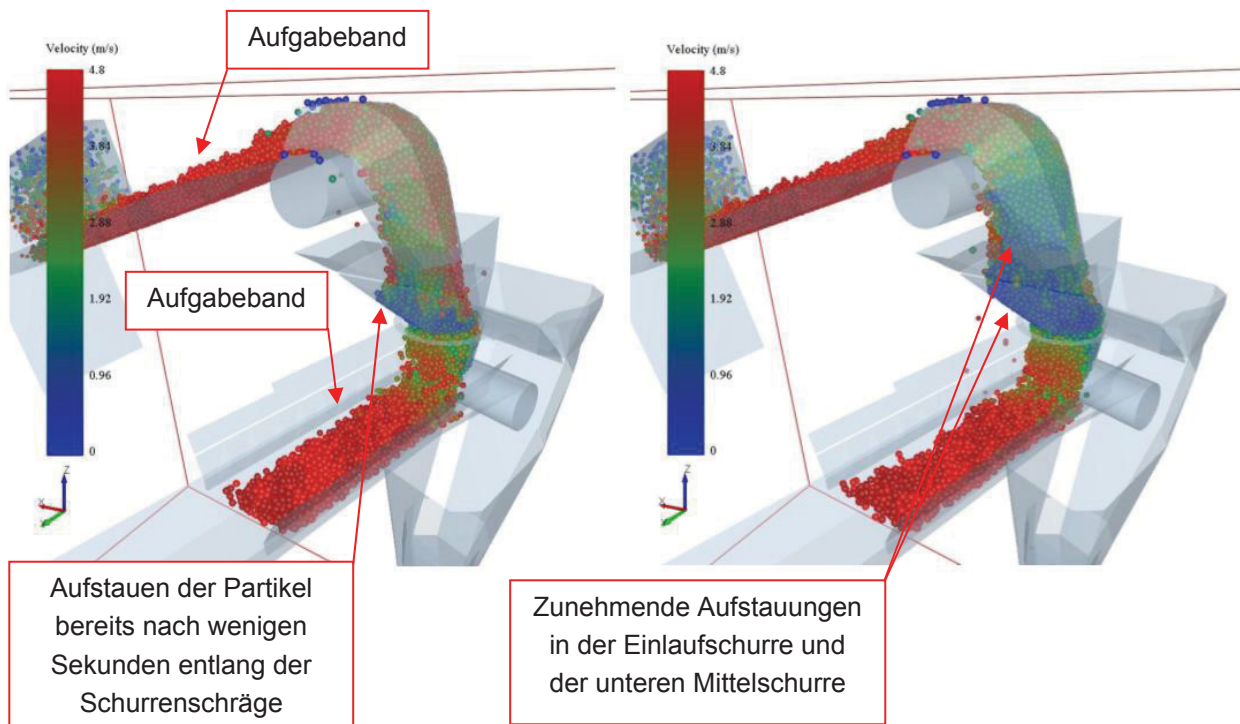 Aufgabeband
Velocity (m/s)
4.8
3.84
2.88
1.92
0.96
0
Z
X
Aufgabeband
Aufstauen der Partikel
bereits nach wenigen
Sekunden entlang der
Schurrenschräge
Velocity (m/s)
4.8
3.84
2.88
1.92
0.96
0
Z
X
Zunehmende Aufstauungen
in der Einlaufschurre und
der unteren Mittelschurre